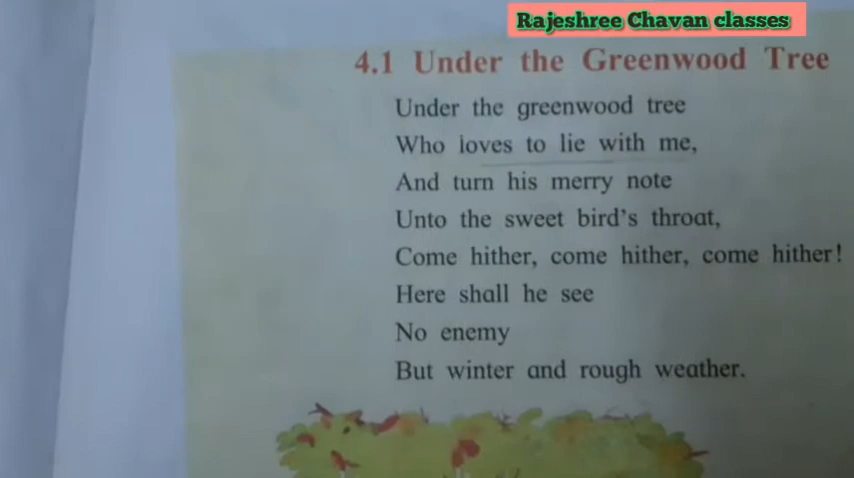 Rajeshree Chavan classes
4.1 Under the Greenwood Tree
Under the greenwood tree
Who loves to lie with me,
And turn his merry note
Unto the sweet bird's throat,
Come hither, come hither, come hither!
Here shall he see
No enemy
But winter and rough weather.